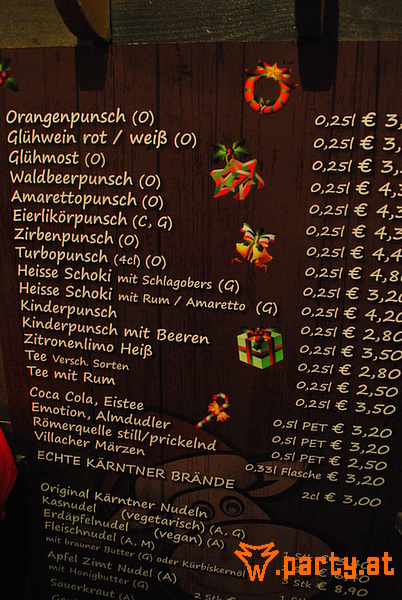 Orangenpunsch (O) 0,25l € 3,
Glühwein rot / weiß (O) 0,25l € 3,
Glühmost (O) 0,25l € 3,
Waldbeerpunsch (O) 0,25l € 4,
Amarettopunsch (O) 0,25l € 4,
Eierlikörpunsch (C, G) 0,25l € 4,
Zirbenpunsch (O) 0,25l € 4,
Turbopunsch (4cl) (O) 0,25l € 4,8
Heisse Schoki mit Schlagobers (G) 0,25l € 3,20
Heisse Schoki mit Rum / Amaretto (G) 0,25l € 4,20
Kinderpunsch 0,25l € 2,80
Kinderpunsch mit Beeren 0,25l € 3,50
Zitronenlimo Heiß 0,25l € 2,80
Tee Versch. Sorten 0,25l € 2,50
Tee mit Rum 0,25l € 3,50
Coca Cola, Eistee 0,5l PET € 3,20
Emotion, Almdudler 0,5l PET € 3,20
Römerquelle still/prickelnd 0,5l PET € 2,50
Villacher Märzen 0,33l Flasche € 3,20
ECHTE KÄRNTNER BRÄNDE 2cl € 3,00
Original Kärntner Nudeln
Kasnudel (vegetarisch) (A, G)
Erdäpfelnudel (vegan) (A)
Fleischnudel (A, M)
mit brauner Butter (G) oder Kürbiskernöl
Apfel Zimt Nudel (A) 3 Stk € 8,90
mit Honigbutter (G)
Sauerkraut (A)
party.at